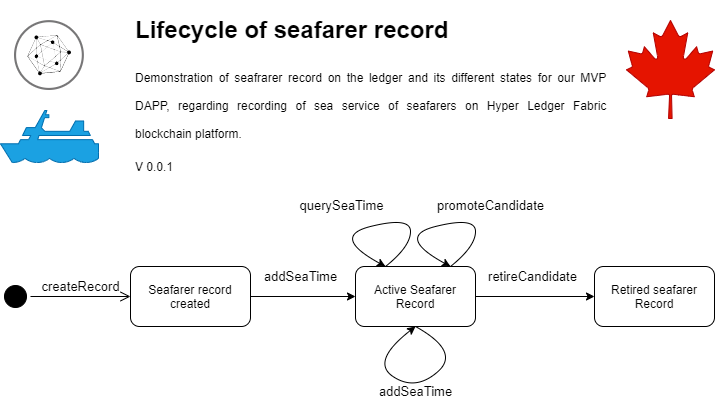 Lifecycle of seafarer record
Demonstration of seafrarer record on the ledger and its different states for our MVP
DAPP, regarding recording of sea service of seafarers on Hyper Ledger Fabric
blockchain platform.
V 0.0.1
querySeaTime
promoteCandidate
createRecord
addSeaTime
retireCandidate
Seafarer record
created
Active Seafarer
Record
Retired seafarer
Record
addSeaTime